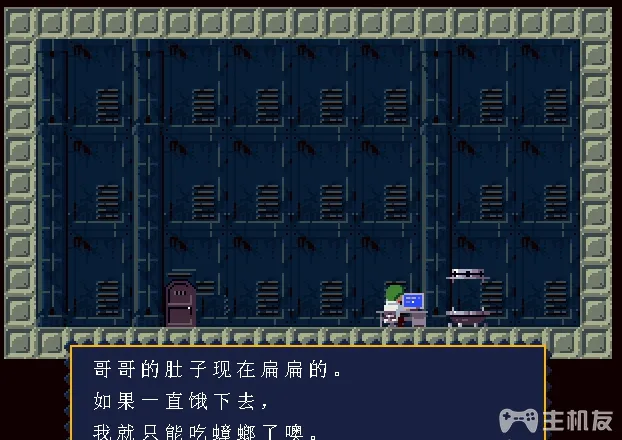 哥哥的肚子现在扁扁的。
如果一直饿下去，
我就只能吃蟑螂了噢。
主机友